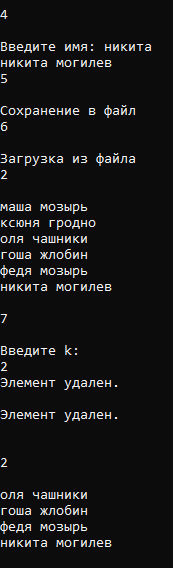 4
Введите имя: никита
никита могилев
5
Сохранение в файл
6
Загрузка из файла
2
маша мозырь
ксюня гродно
оля чашники
гоша жлобин
федя мозырь
никита могилев
7
Введите k:
2
Элемент удален.
Элемент удален.
2
оля чашники
гоша жлобин
федя мозырь
никита могилев